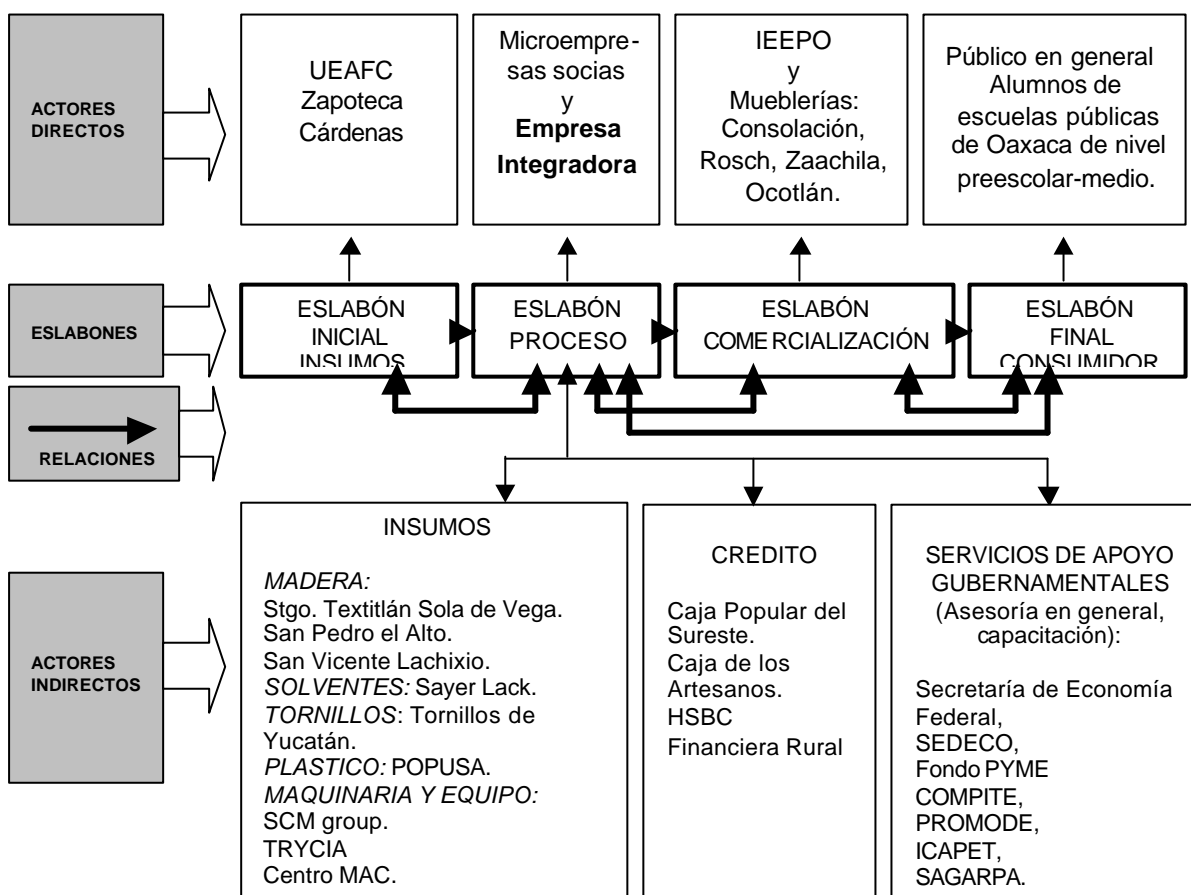 ACTORES
DIRECTOS
UEAFC
Zapoteca
Cárdenas
Microempre-
sas socias
y
Empresa
Integradora
IEEPO
y
Mueblerías:
Consolación,
Rosch, Zaachila,
Ocotlán.
Público en general
Alumnos de
escuelas públicas
de Oaxaca de nivel
preescolar-medio.
ESLABONES
ESLABÓN
INICIAL
INSUMOS
ESLABÓN
PROCESO
ESLABÓN
COMERCIALIZACIÓN
ESLABÓN
FINAL
CONSUMIDOR
RELACIONES
ACTORES
INDIRECTOS
INSUMOS
MADERA:
Stgo. Textitlán Sola de Vega.
San Pedro el Alto.
San Vicente Lachixio.
SOLVENTES: Sayer Lack.
TORNILLOS: Tornillos de
Yucatán.
PLASTICO: POPUSA.
MAQUINARIA Y EQUIPO:
SCM group.
TRYCIA
Centro MAC.
CREDITO
Caja Popular del
Sureste.
Caja de los
Artesanos.
HSBC
Financiera Rural
SERVICIOS DE APOYO
GUBERNAMENTALES
(Asesoría en general,
capacitación):
Secretaría de Economía
Federal,
SEDECO,
Fondo PYME
COMPITE,
PROMODE,
ICAPET,
SAGARPA.